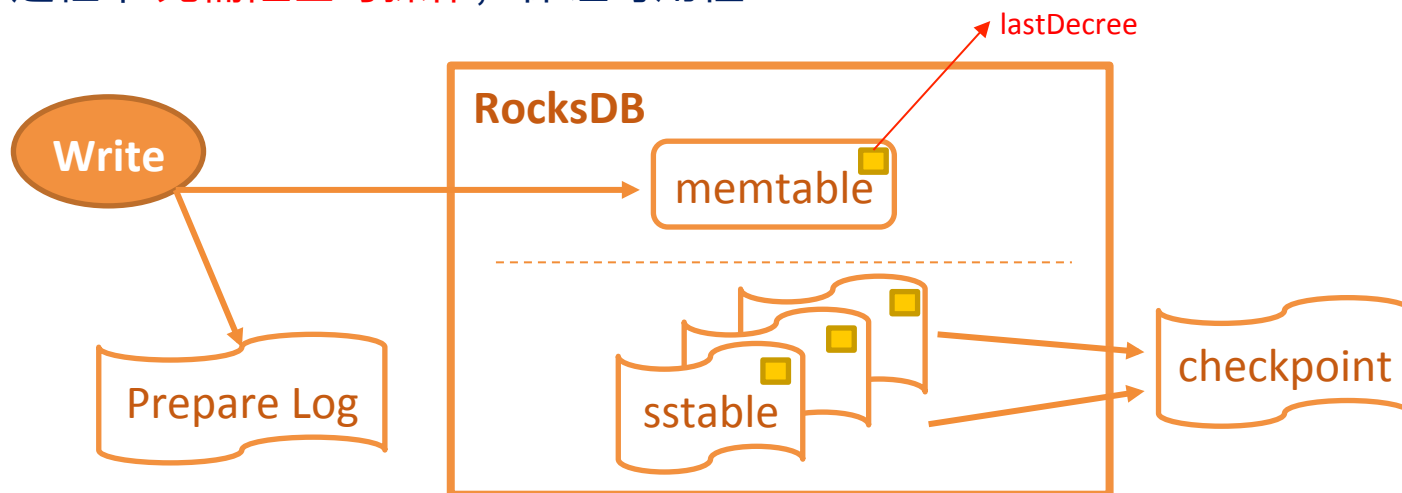 lastDecree
RocksDB
Write
memtable
Prepare Log
sstable
checkpoint